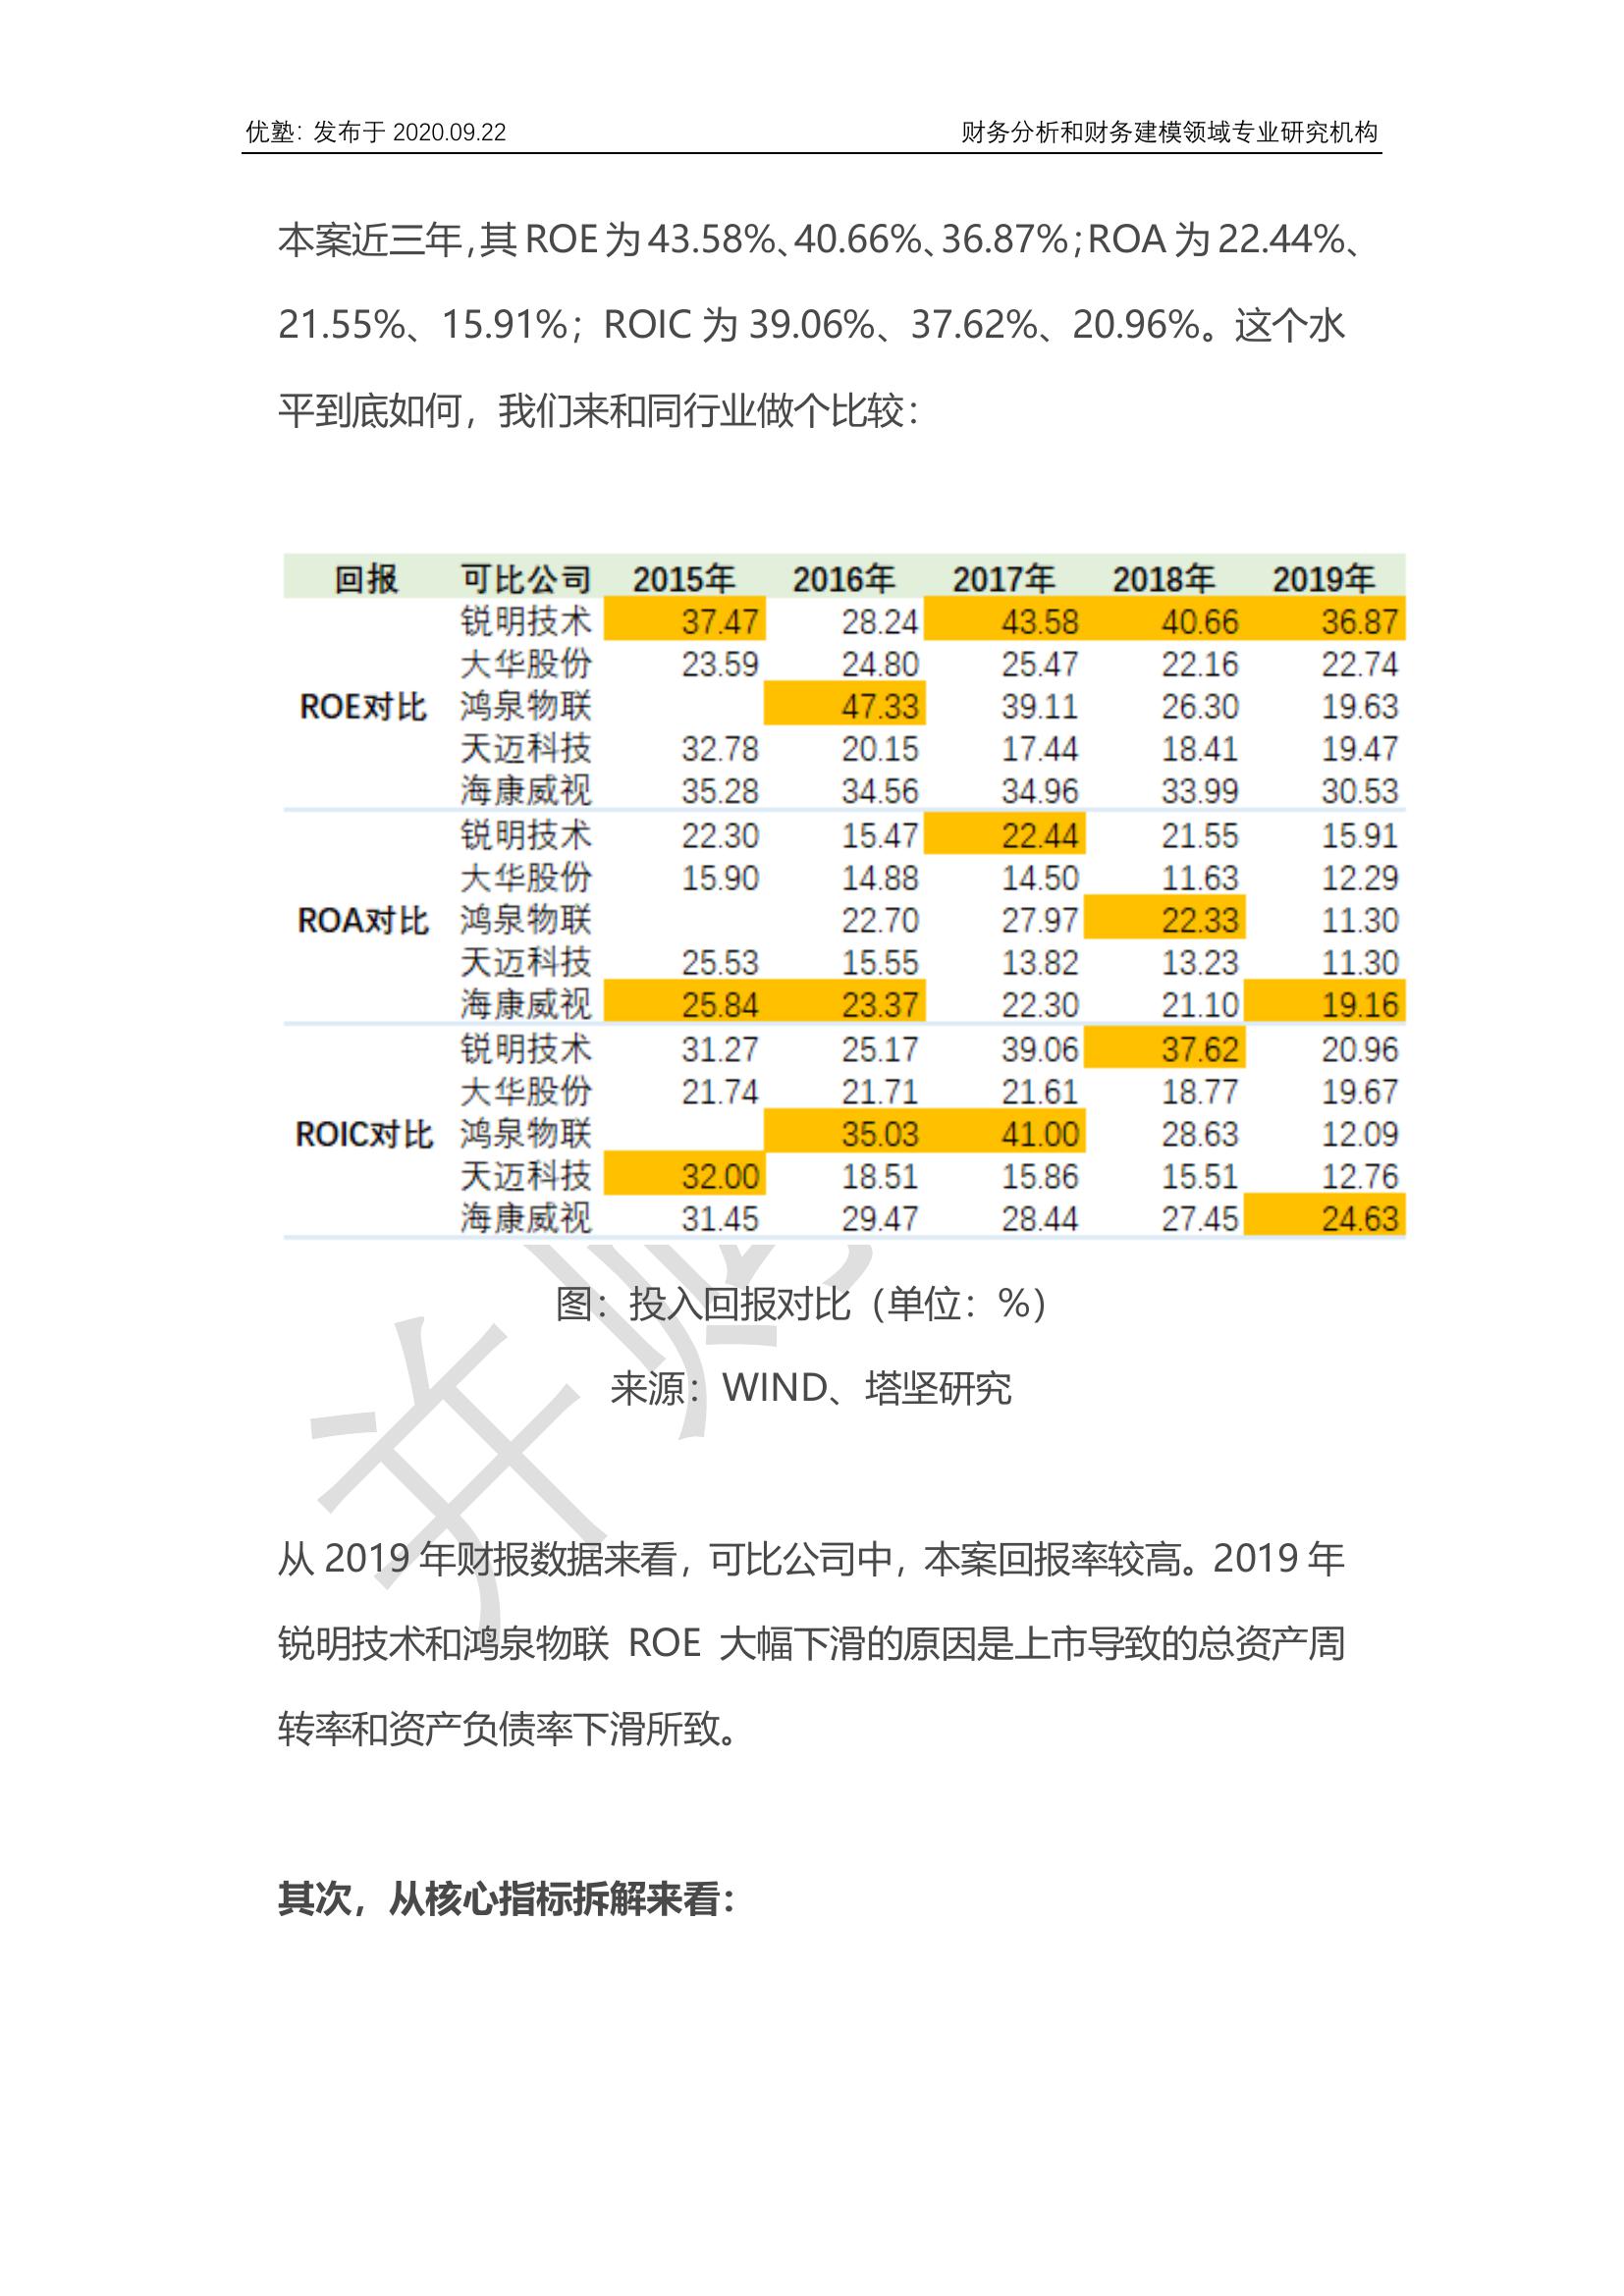 优塾：发布于 2020.09.22 财务分析和财务建模领域专业研究机构
本案近三年，其 ROE 为 43.58%、40.66%、36.87%；ROA 为 22.44%、
21.55%、15.91%；ROIC 为 39.06%、37.62%、20.96%。这个水
平到底如何，我们来和同行业做个比较：
回报 可比公司 2015年 2016年 2017年 2018年 2019年
锐明技术 37.47 28.24 43.58 40.66 36.87
大华股份 23.59 24.80 25.47 22.16 22.74
ROE对比 鸿泉物联 47.33 39.11 26.30 19.63
天迈科技 32.78 20.15 17.44 18.41 19.47
海康威视 35.28 34.56 34.96 33.99 30.53
锐明技术 22.30 15.47 22.44 21.55 15.91
大华股份 15.90 14.88 14.50 11.63 12.29
ROA对比 鸿泉物联 22.70 27.97 22.33 11.30
天迈科技 25.53 15.55 13.82 13.23 11.30
海康威视 25.84 23.37 22.30 21.10 19.16
锐明技术 31.27 25.17 39.06 37.62 20.96
大华股份 21.74 21.71 21.61 18.77 19.67
ROIC对比 鸿泉物联 35.03 41.00 28.63 12.09
天迈科技 32.00 18.51 15.86 15.51 12.76
海康威视 31.45 29.47 28.44 27.45 24.63
图：投入回报对比（单位：%）
来源：WIND、塔坚研究
从 2019 年财报数据来看，可比公司中，本案回报率较高。2019 年
锐明技术和鸿泉物联 ROE 大幅下滑的原因是上市导致的总资产周
转率和资产负债率下滑所致。
其次，从核心指标拆解来看：